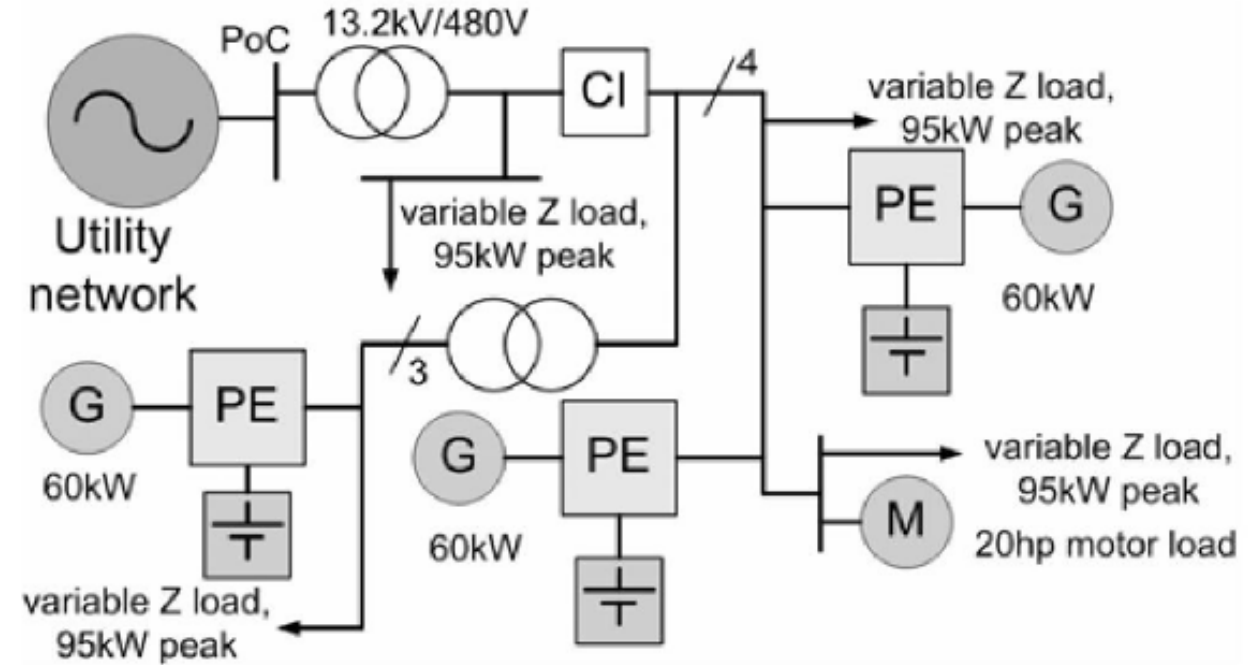 13.2kV/480V
PoC
CI
4
variable Z load,
95kW peak
PE
G
60kW
Utility
network
variable Z load,
95kW peak
3
G
PE
60kW
G
PE
60kW
variable Z load,
95kW peak
M
20hp motor load
variable Z load,
95kW peak